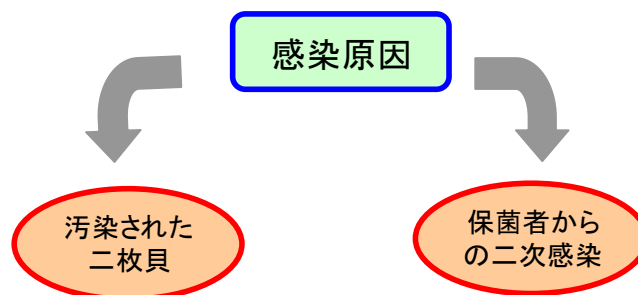 感染原因
汚染された
二枚貝
保菌者から
の二次感染